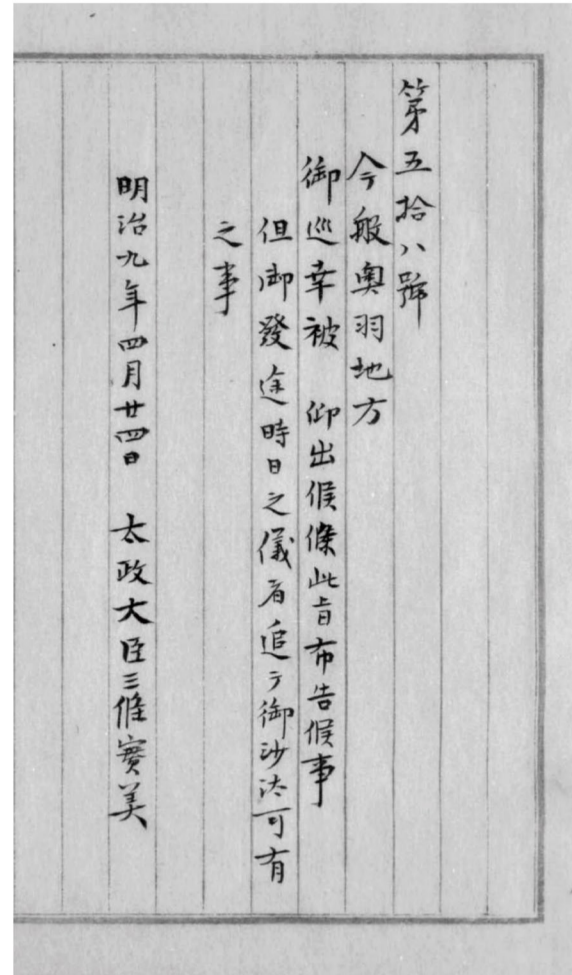 第五拾八號
今般奥羽地方
御巡幸被　仰出候條此旨布告候事
但御發途時日之儀者追テ御沙汰可有
之事
明治九年四月廿四日　太政大臣三條實美